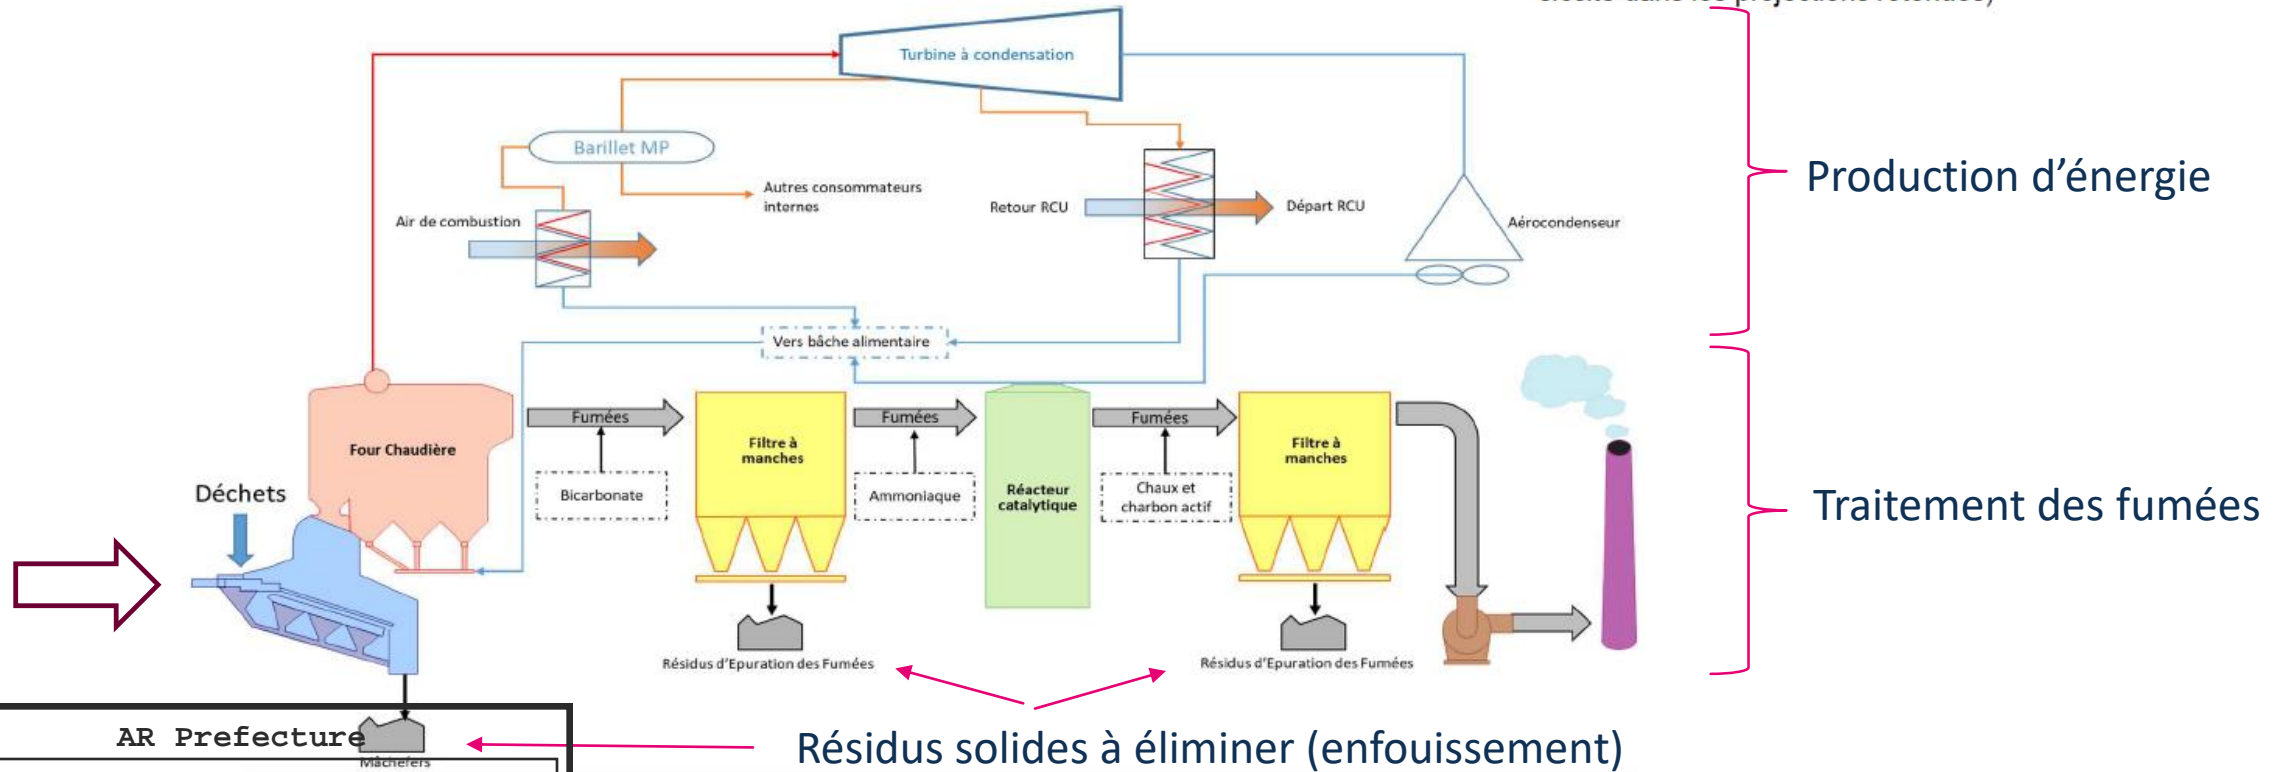 Turbine à condensation
Barillet MP
Autres consommateurs
internes
Air de combustion
Retour RCU
Départ RCU
Aérocondenseur
Production d’énergie
Vers bâche alimentaire
Four Chaudière
Fumées
Filtre à
manches
Fumées
Fumées
Filtre à
manches
Déchets
Bicarbonate
Ammoniaque
Réacteur
catalytique
Chaux et
charbon actif
Traitement des fumées
Résidus d'Epuration des Fumées
Résidus d'Epuration des Fumées
AR Prefecture
Mâchefers
Résidus solides à éliminer (enfouissement)